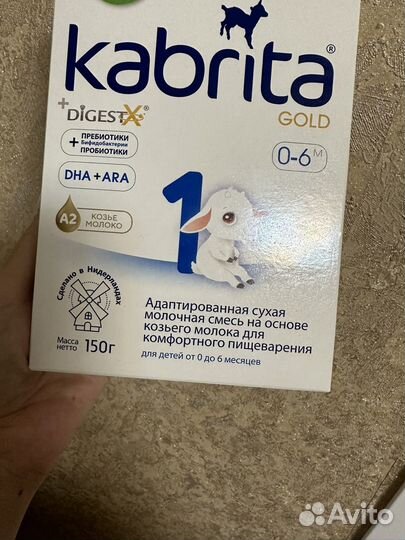 kabrita®
GOLD
+DIGESTX®
0-6 М
+ ПРЕБИОТИКИ
Бифидобактерии
ПРОБИОТИКИ
DHA + ARA
1
A2 КОЗЬЕ
МОЛОКО
Сделано в Нидерландах
Адаптированная сухая
молочная смесь на основе
козьего молока для
комфортного пищеварения
для детей от 0 до 6 месяцев
Масса
нетто 150г
Avito